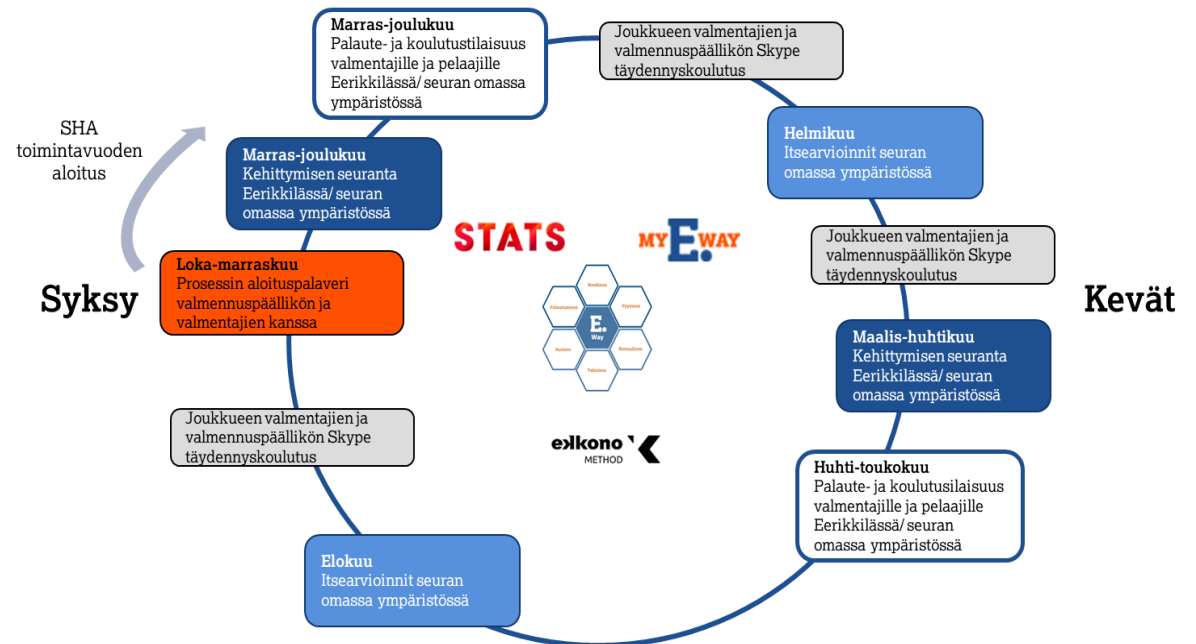 Marras-joulukuu
Palaute- ja koulutustilaisuus
valmentajille ja pelaajille
Eerikkilässä/ seuran omassa
ympäristössä
Joukkueen valmentajien ja
valmennuspäällikön Skype
täydennyskoulutus
SHA
toimintavuoden
aloitus
Marras-joulukuu
Kehittymisen seuranta
Eerikkilässä/ seuran
omassa ympäristössä
Helmikuu
Itsearvioinnit seuran
omassa ympäristössä
STATS
MY E. WAY
Joukkueen valmentajien ja
valmennuspäällikön Skype
täydennyskoulutus
Syksy
Loka-marraskuu
Prosessin aloituspalaveri
valmennuspäällikön ja
valmentajien kanssa
Kevät
E.
Way
Maalis-huhtikuu
Kehittymisen seuranta
Eerikkilässä/ seuran
omassa ympäristössä
Joukkueen valmentajien ja
valmennuspäällikön Skype
täydennyskoulutus
ekkono
METHOD
Huhti-toukokuu
Palaute- ja koulutusilaisuus
valmentajille ja pelaajille
Eerikkilässä/ seuran
omassa ympäristössä
Elokuu
Itsearvioinnit seuran
omassa ympäristössä